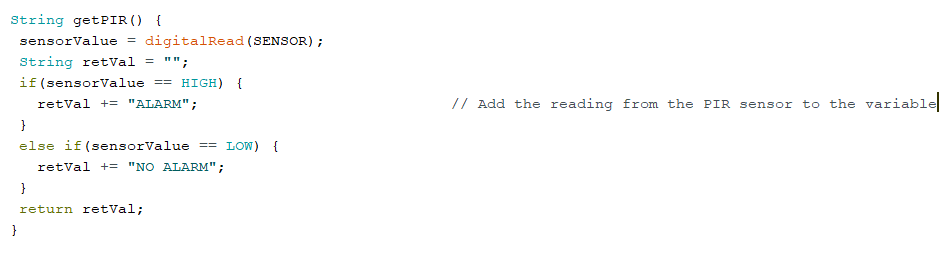 String getPIR() {
sensorValue = digitalRead(SENSOR);
String retVal = "";
if(sensorValue == HIGH) {
retVal += "ALARM"; // Add the reading from the PIR sensor to the variable
}
else if(sensorValue == LOW) {
retVal += "NO ALARM";
}
return retVal;
}